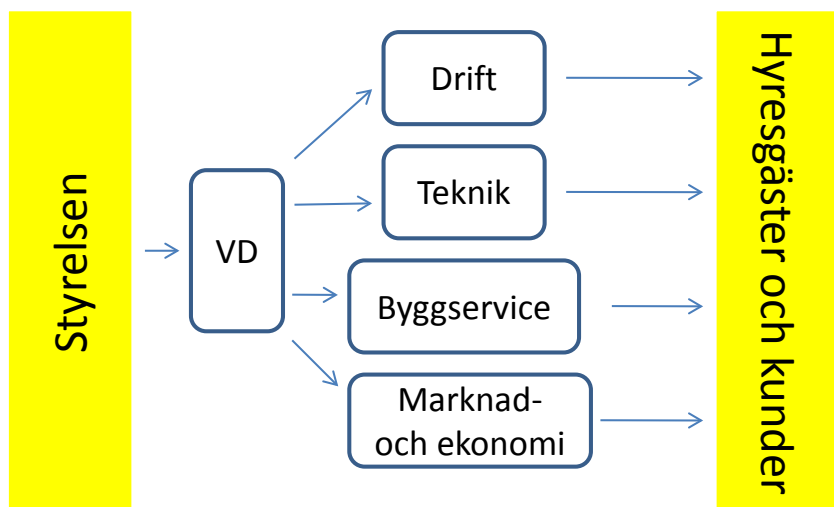 Styrelsen
VD
Drift
Teknik
Byggservice
Marknad-
och ekonomi
Hyresgäster och kunder